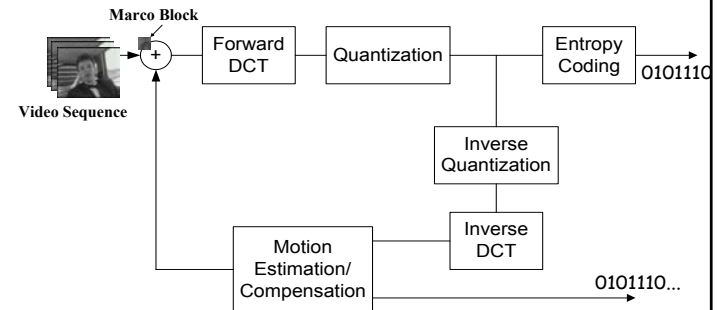 Marco Block
+
Forward
DCT
Quantization
Entropy
Coding
0101110
Video Sequence
Inverse
Quantization
Inverse
DCT
Motion
Estimation/
Compensation
0101110...